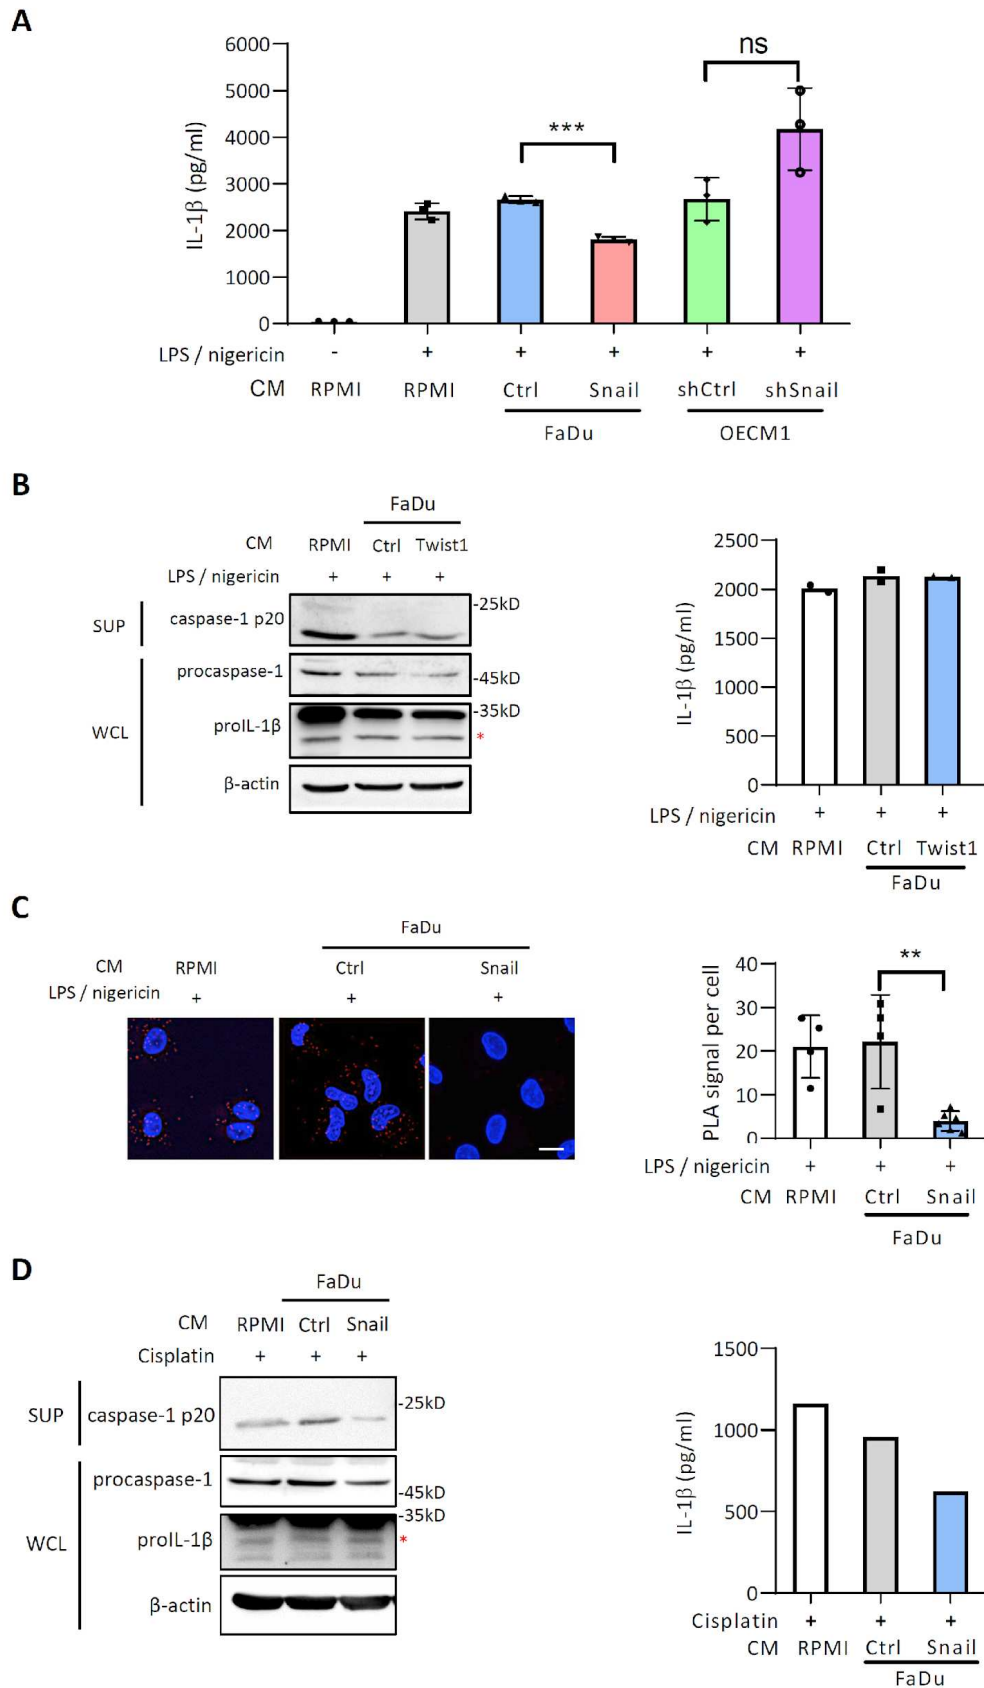 A
ns
***
6000
5000
4000
3000
2000
1000
0
IL-1β (pg/ml)
LPS / nigericin - + + + + +
CM RPMI RPMI Ctrl Snail shCtrl shSnail
FaDu OECM1
B
FaDu
CM RPMI Ctrl Twist1
LPS / nigericin + + +
SUP caspase-1 p20 -25kD
procaspase-1 -45kD
WCL proIL-1β -35kD
*
β-actin
2500
2000
1500
1000
500
0
IL-1β (pg/ml)
LPS / nigericin + + +
CM RPMI Ctrl Twist1
FaDu
C
FaDu
CM RPMI Ctrl Snail
LPS / nigericin + + +
**
40
30
20
10
0
PLA signal per cell
LPS / nigericin + + +
CM RPMI Ctrl Snail
FaDu
D
FaDu
CM RPMI Ctrl Snail
Cisplatin + + +
SUP caspase-1 p20 -25kD
procaspase-1 -45kD
WCL proIL-1β -35kD
*
β-actin
1500
1000
500
0
IL-1β (pg/ml)
Cisplatin + + +
CM RPMI Ctrl Snail
FaDu